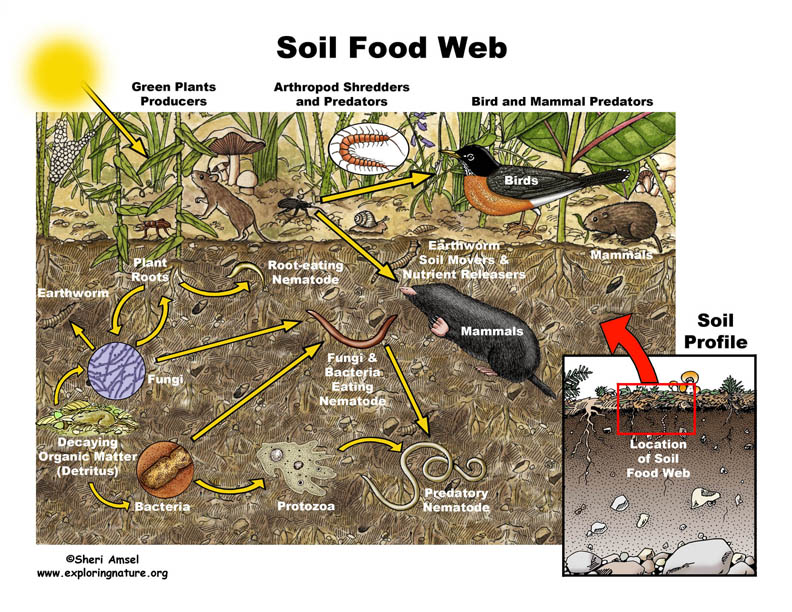 Soil Food Web
Green Plants
Producers
Arthropod Shredders
and Predators
Bird and Mammal Predators
Birds
Mammals
Earthworm
Soil Movers &
Nutrient Releasers
Plant
Roots
Root-eating
Nematode
Earthworm
Mammals
Soil
Profile
Fungi
Fungi &
Bacteria
Eating
Nematode
Decaying
Organic Matter
(Detritus)
Bacteria
Protozoa
Predatory
Nematode
Location
of Soil
Food Web
©Sheri Amsel
www.exploringnature.org